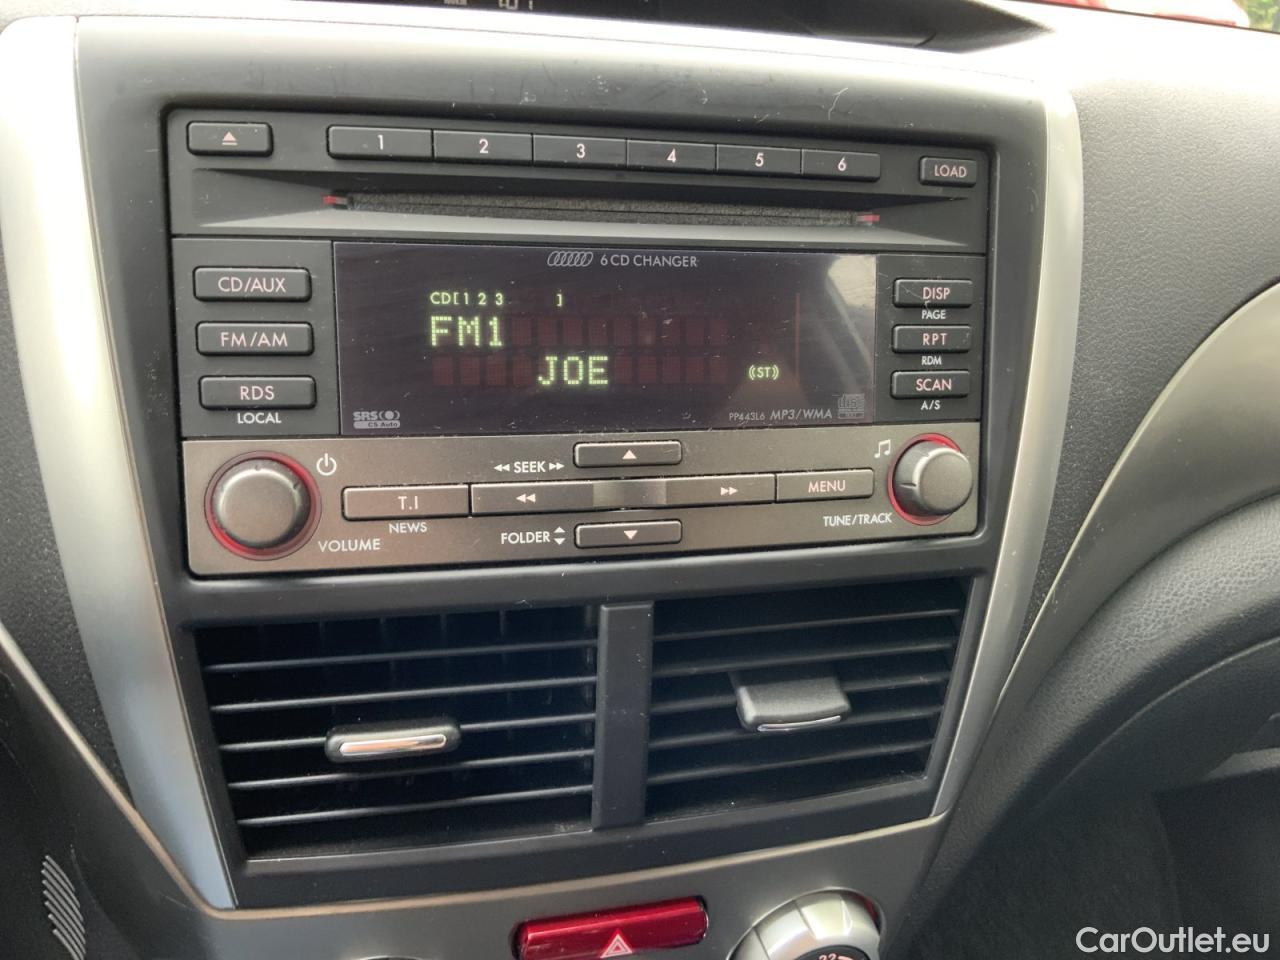 1 2 3 4 5 6 LOAD
6 CD CHANGER
CD/AUX
CD[1 2 3 ]
DISP
PAGE
FM/AM
FM1
RPT
RDM
RDS
LOCAL
JOE
((ST))
SCAN
A/S
SRS
CS Auto
PP443L6 MP3/WMA
SEEK
T.I
NEWS
MENU
VOLUME
FOLDER
TUNE/TRACK
22
CarOutlet.eu